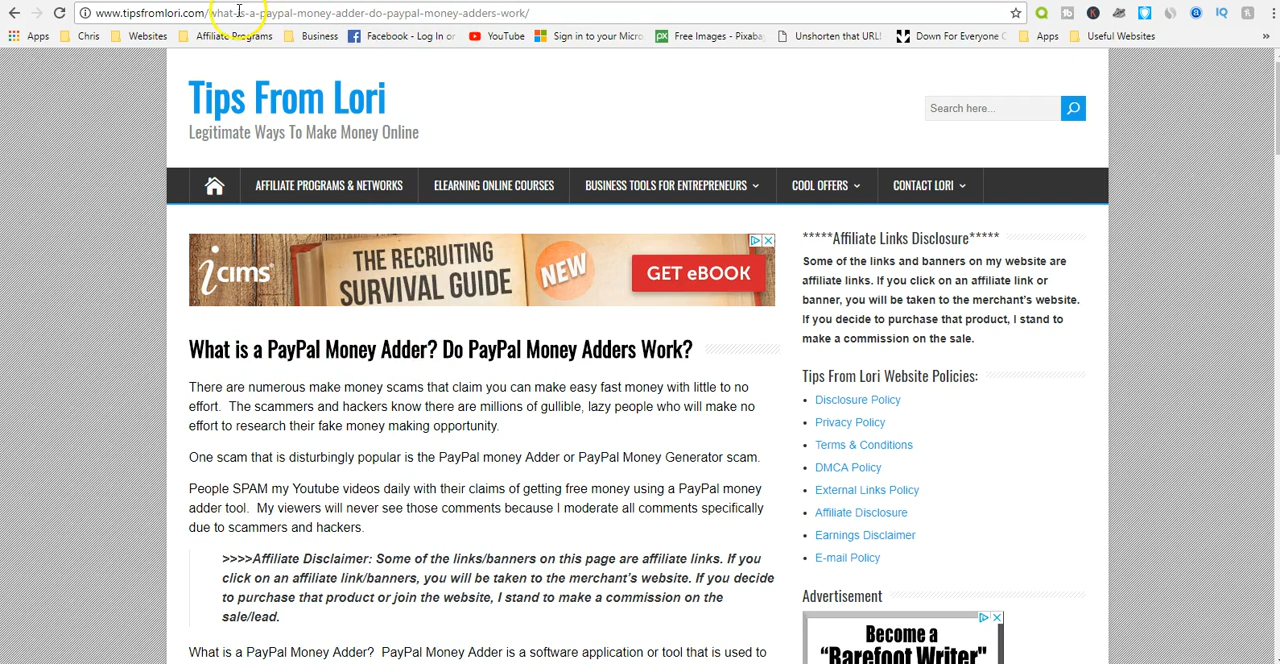 www.tipsfromlori.com/what-is-a-paypal-money-adder-do-paypal-money-adders-work/
Apps
Chris
Websites
Affiliate Programs
Business
Facebook - Log In or
YouTube
Sign in to your Micro
Free Images - Pixaba
Unshorten that URL!
Down For Everyone O
Apps
Useful Websites
»
Tips From Lori
Legitimate Ways To Make Money Online
Search here...
AFFILIATE PROGRAMS & NETWORKS
ELEARNING ONLINE COURSES
BUSINESS TOOLS FOR ENTREPRENEURS
COOL OFFERS
CONTACT LORI
iCIMS
THE RECRUITING
SURVIVAL GUIDE
NEW
GET eBOOK
What is a PayPal Money Adder? Do PayPal Money Adders Work?
There are numerous make money scams that claim you can make easy fast money with little to no
effort. The scammers and hackers know there are millions of gullible, lazy people who will make no
effort to research their fake money making opportunity.
One scam that is disturbingly popular is the PayPal money Adder or PayPal Money Generator scam.
People SPAM my Youtube videos daily with their claims of getting free money using a PayPal money
adder tool. My viewers will never see those comments because I moderate all comments specifically
due to scammers and hackers.
>>>>Affiliate Disclaimer: Some of the links/banners on this page are affiliate links. If you
click on an affiliate link/banners, you will be taken to the merchant's website. If you decide
to purchase that product or join the website, I stand to make a commission on the
sale/lead.
What is a PayPal Money Adder? PayPal Money Adder is a software application or tool that is used to
*****Affiliate Links Disclosure*****
Some of the links and banners on my website are
affiliate links. If you click on an affiliate link or
banner, you will be taken to the merchant's website.
If you decide to purchase that product, I stand to
make a commission on the sale.
Tips From Lori Website Policies:
Disclosure Policy
Privacy Policy
Terms & Conditions
DMCA Policy
External Links Policy
Affiliate Disclosure
Earnings Disclaimer
E-mail Policy
Advertisement
Become a
"Barefoot Writer"